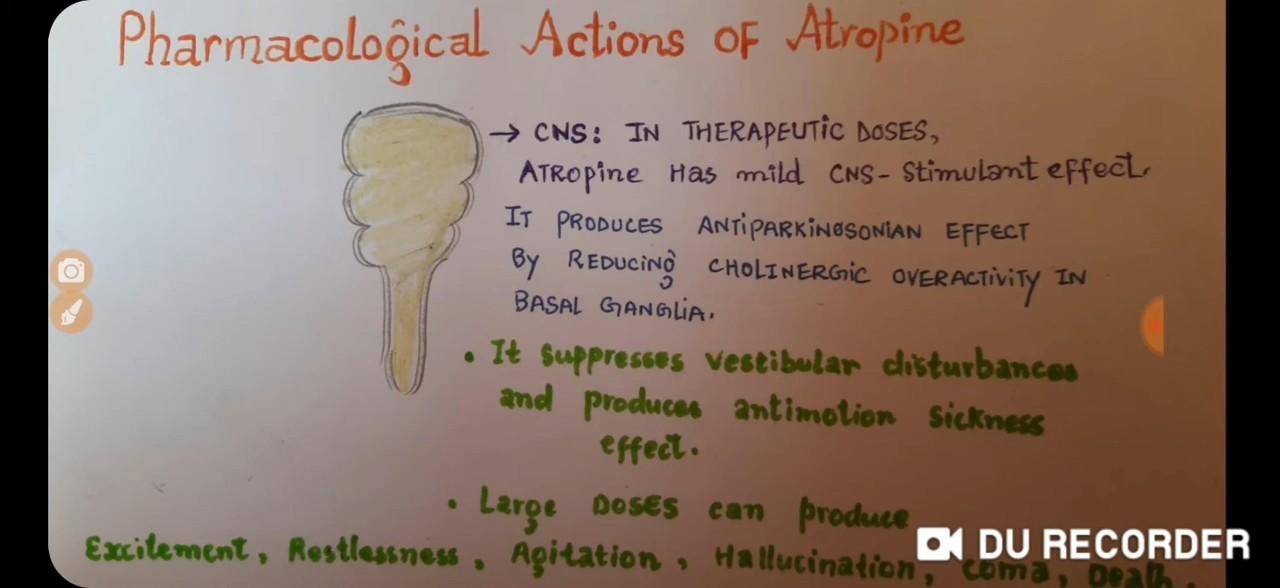 Pharmacological Actions of Atropine
→ CNS: IN THERAPEUTIC DOSES,
ATROPINE HAS mild CNS-Stimulant effect.
IT PRODUCES ANTIPARKINOSONIAN EFFECT
By REDUCING CHOLINERGIC OVERACTIVITY IN
BASAL GANGLIA.
• It suppresses vestibular disturbances
and produces antimotion Sickness
effect.
• Large DOSES can produce
Excitement, Restlessness, Agitation, Hallucination, coma, Death
DU RECORDER